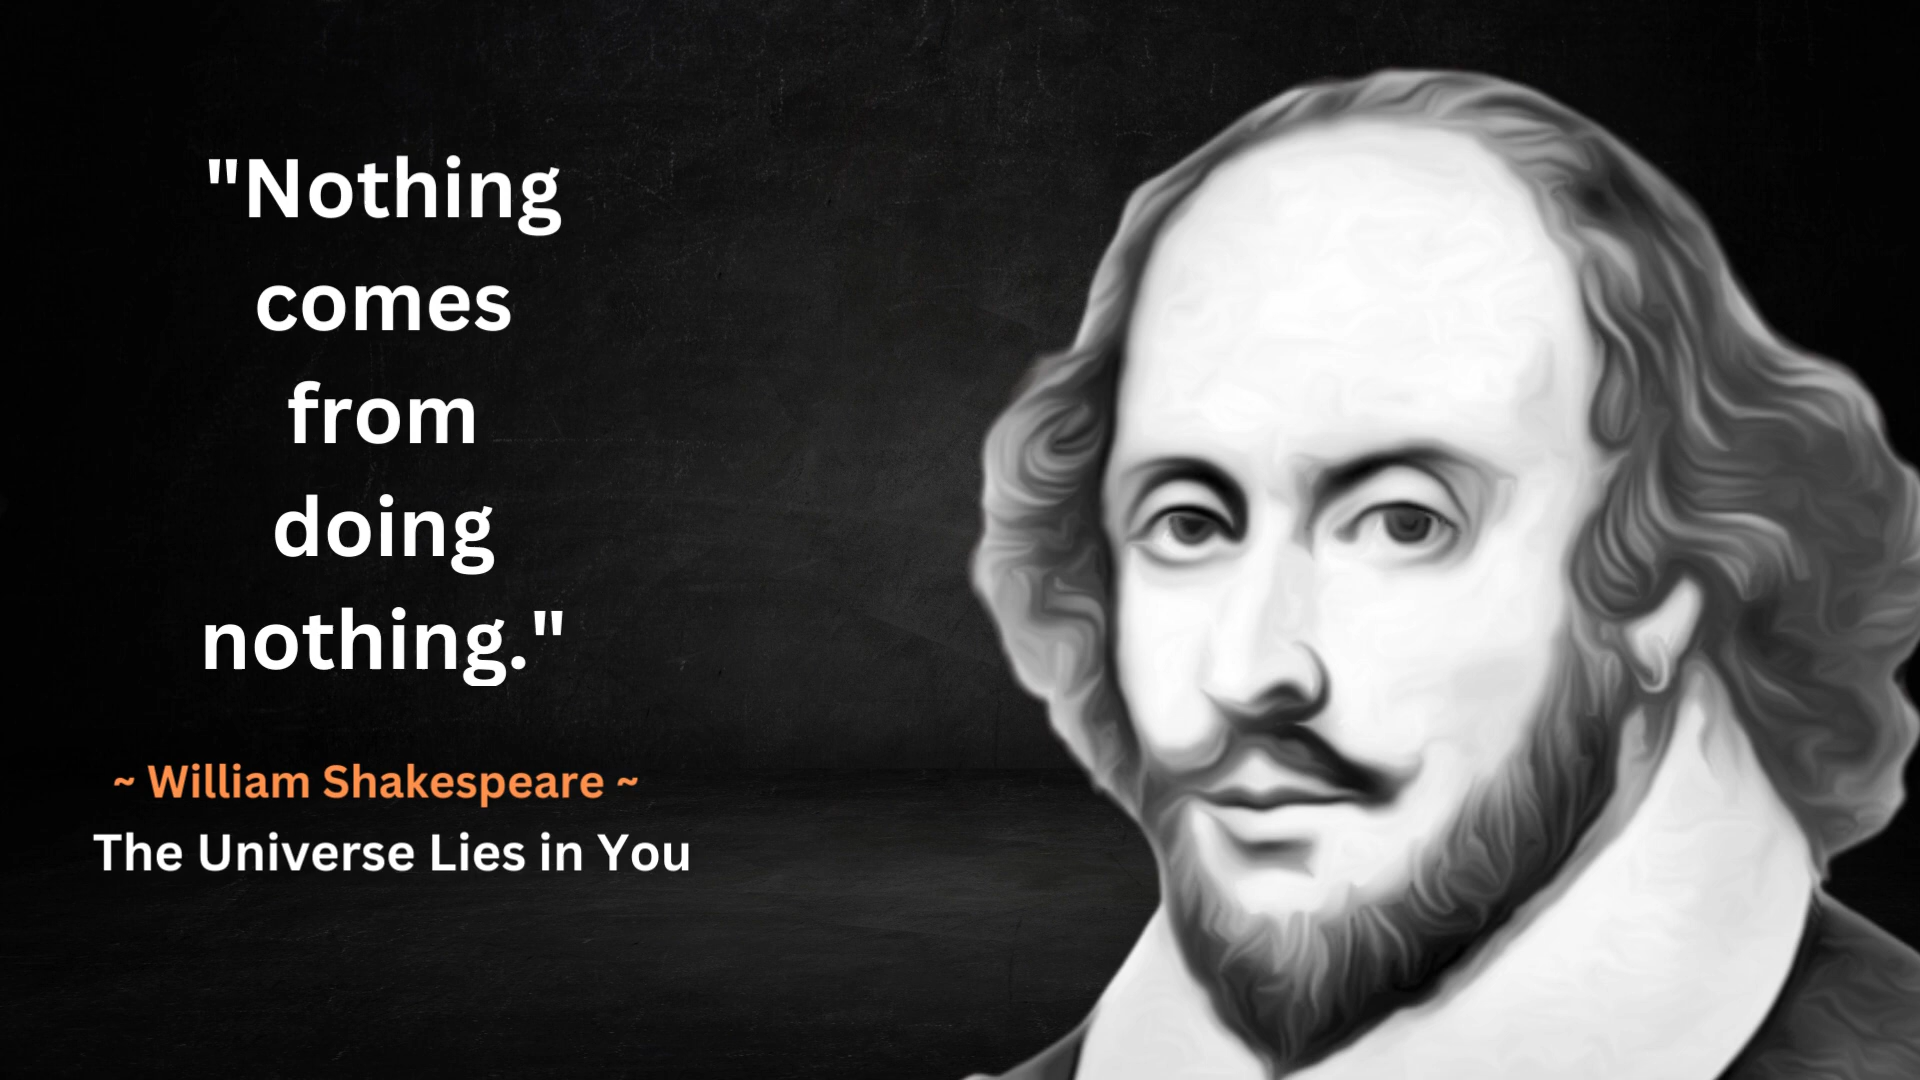 "Nothing
comes
from
doing
nothing."
~ William Shakespeare ~
The Universe Lies in You